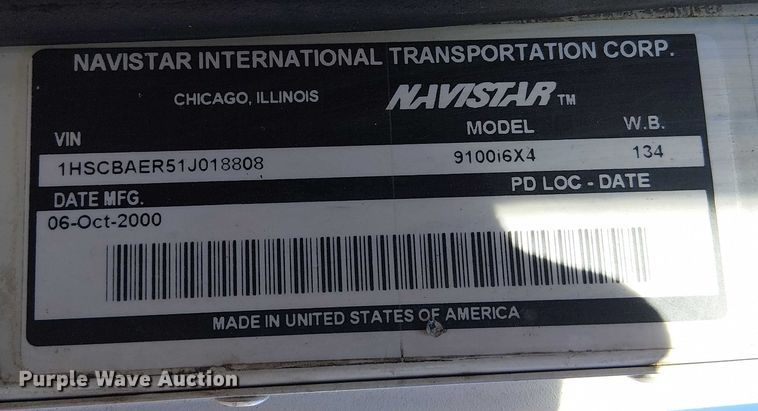 NAVISTAR INTERNATIONAL TRANSPORTATION CORP.
CHICAGO, ILLINOIS NAVISTAR TM
VIN MODEL W.B.
1HSCBAER51J018808 9100i6X4 134
DATE MFG. PD LOC - DATE
06-Oct-2000
MADE IN UNITED STATES OF AMERICA
Purple Wave Auction